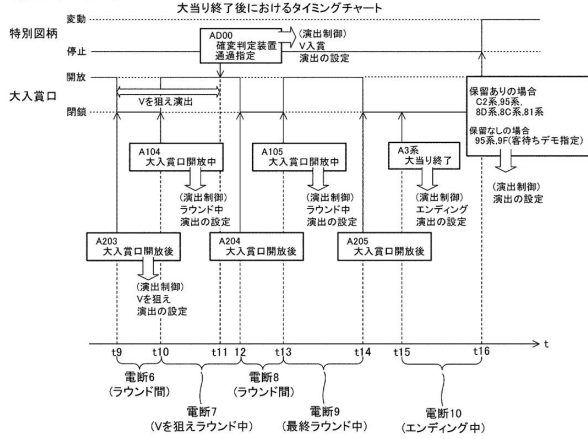 大当り終了後におけるタイミングチャート
特別図柄
変動
停止
AD00
確変判定装置
通過指定
(演出制御)
V入賞
演出の設定
大入賞口
開放
閉鎖
Vを狙え演出
保留ありの場合
C2系,95系,
8D系,8C系,81系
保留なしの場合
95系,9F(客待ちデモ指定)
(演出制御)
演出の設定
A104
大入賞口開放中
(演出制御)
ラウンド中
演出の設定
A105
大入賞口開放中
(演出制御)
ラウンド中
演出の設定
A3系
大当り終了
(演出制御)
エンディング
演出の設定
A203
大入賞口開放後
(演出制御)
Vを狙え
演出の設定
A204
大入賞口開放後
A205
大入賞口開放後
t9 t10 t11 12 t13 t14 t15 t16 t
電断6
(ラウンド間)
電断7
(Vを狙えラウンド中)
電断8
(ラウンド間)
電断9
(最終ラウンド中)
電断10
(エンディング中)